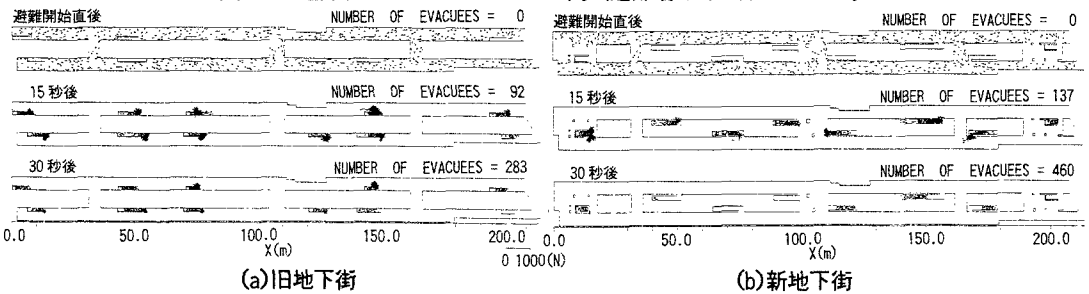 避難開始直後 NUMBER OF EVACUEES = 0
15秒後 NUMBER OF EVACUEES = 92
30秒後 NUMBER OF EVACUEES = 283
0.0 50.0 100.0 150.0 200.0
X(m)
0 1000(N)
(a)旧地下街
避難開始直後 NUMBER OF EVACUEES = 0
15秒後 NUMBER OF EVACUEES = 137
30秒後 NUMBER OF EVACUEES = 460
0.0 50.0 100.0 150.0 200.0
X(m)
(b)新地下街